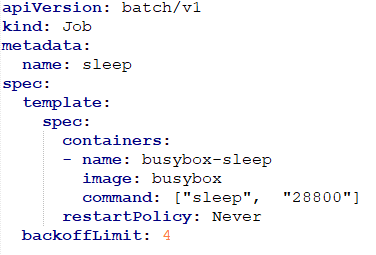 apiVersion: batch/v1
kind: Job
metadata:
  name: sleep
spec:
  template:
    spec:
      containers:
      - name: busybox-sleep
        image: busybox
        command: ["sleep",  "28800"]
      restartPolicy: Never
  backoffLimit: 4